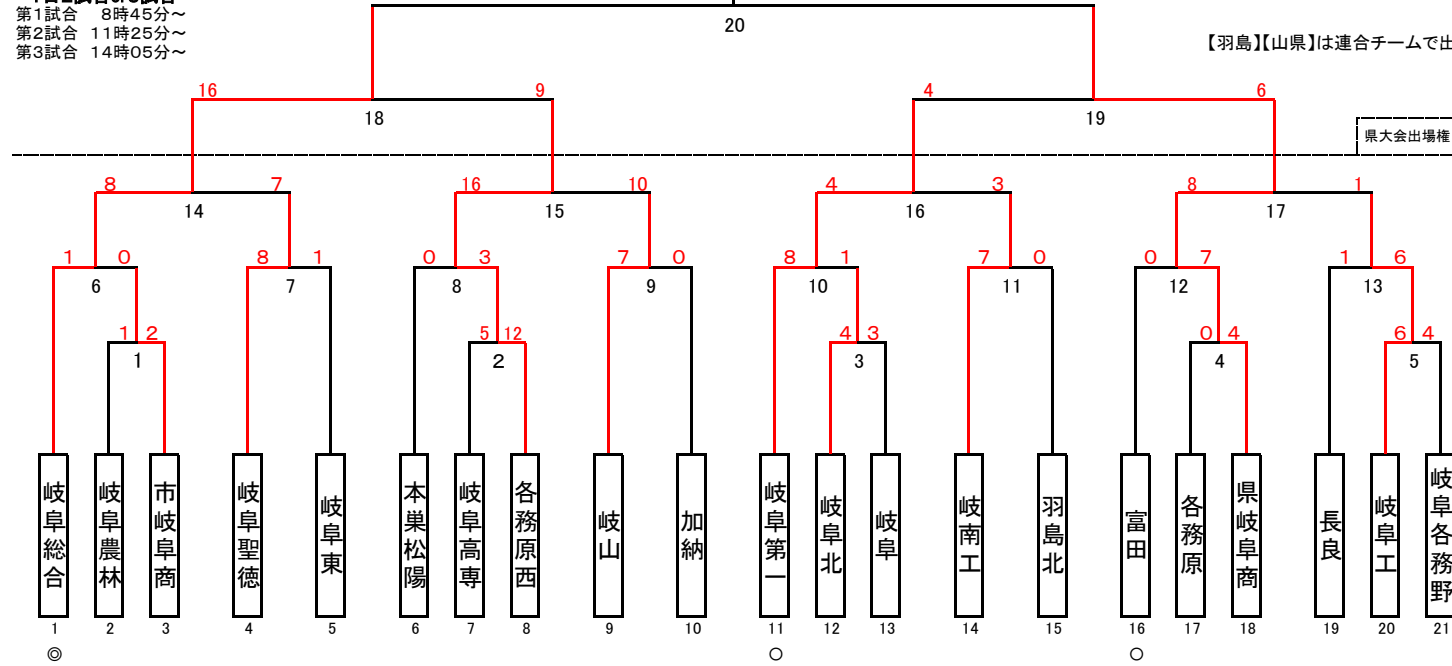 第1試合 8時45分~
第2試合 11時25分~
第3試合 14時05分~
20
【羽島】【山県】は連合チームで出
16 9 4 6
18 19
県大会出場権
8 7 16 10 4 3 8 1
14 15 16 17
1 0 8 1 0 3 7 0 8 1 7 0 0 7 1 6
6 7 8 9 10 11 12 13
1 2 5 12 4 3 0 4 6 4
1 2 3 4 5
岐阜総合
岐阜農林
市岐阜商
岐阜聖徳
岐阜東
本巣松陽
岐阜高専
各務原西
岐山
加納
岐阜第一
岐阜北
岐阜
岐南工
羽島北
富田
各務原
県岐阜商
長良
岐阜工
岐阜各務野
1 2 3 4 5 6 7 8 9 10 11 12 13 14 15 16 17 18 19 20 21
◎ ○ ○